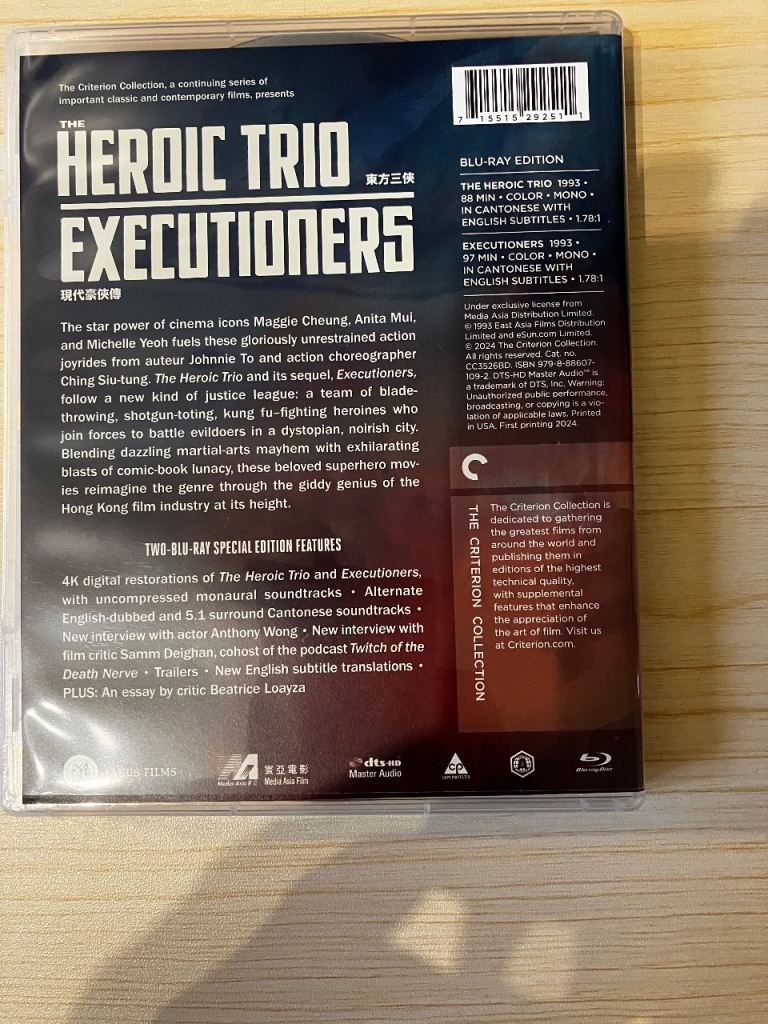 The Criterion Collection, a continuing series of
important classic and contemporary films, presents
THE
HEROIC TRIO
東方三俠
EXECUTIONERS
現代豪俠傳
The star power of cinema icons Maggie Cheung, Anita Mui,
and Michelle Yeoh fuels these gloriously unrestrained action
joyrides from auteur Johnnie To and action choreographer
Ching Siu-tung. The Heroic Trio and its sequel, Executioners,
follow a new kind of justice league: a team of blade-
throwing, shotgun-toting, kung fu–fighting heroines who
join forces to battle evildoers in a dystopian, noirish city.
Blending dazzling martial-arts mayhem with exhilarating
blasts of comic-book lunacy, these beloved superhero mov-
ies reimagine the genre through the giddy genius of the
Hong Kong film industry at its height.
TWO-BLU-RAY SPECIAL EDITION FEATURES
4K digital restorations of The Heroic Trio and Executioners,
with uncompressed monaural soundtracks • Alternate
English-dubbed and 5.1 surround Cantonese soundtracks •
New interview with actor Anthony Wong • New interview with
film critic Samm Deighan, cohost of the podcast Twitch of the
Death Nerve • Trailers • New English subtitle translations •
PLUS: An essay by critic Beatrice Loayza
7 15515 29251 1
BLU-RAY EDITION
THE HEROIC TRIO 1993 •
88 MIN • COLOR • MONO •
IN CANTONESE WITH
ENGLISH SUBTITLES • 1.78:1
EXECUTIONERS 1993 •
97 MIN • COLOR • MONO •
IN CANTONESE WITH
ENGLISH SUBTITLES • 1.78:1
Under exclusive license from
Media Asia Distribution Limited.
© 1993 East Asia Films Distribution
Limited and eSun.com Limited.
© 2024 The Criterion Collection.
All rights reserved. Cat. no.
CC3526BD. ISBN 979-8-88607-
109-2. DTS-HD Master Audio™ is
a trademark of DTS, Inc. Warning:
Unauthorized public performance,
broadcasting, or copying is a vio-
lation of applicable laws. Printed
in USA. First printing 2024.
THE CRITERION COLLECTION
The Criterion Collection is
dedicated to gathering
the greatest films from
around the world and
publishing them in
editions of the highest
technical quality,
with supplemental
features that enhance
the appreciation of
the art of film. Visit us
at Criterion.com.
JANUS FILMS
寰亞電影
Media Asia Film
dts-HD
Master Audio
CP
Blu-ray Disc